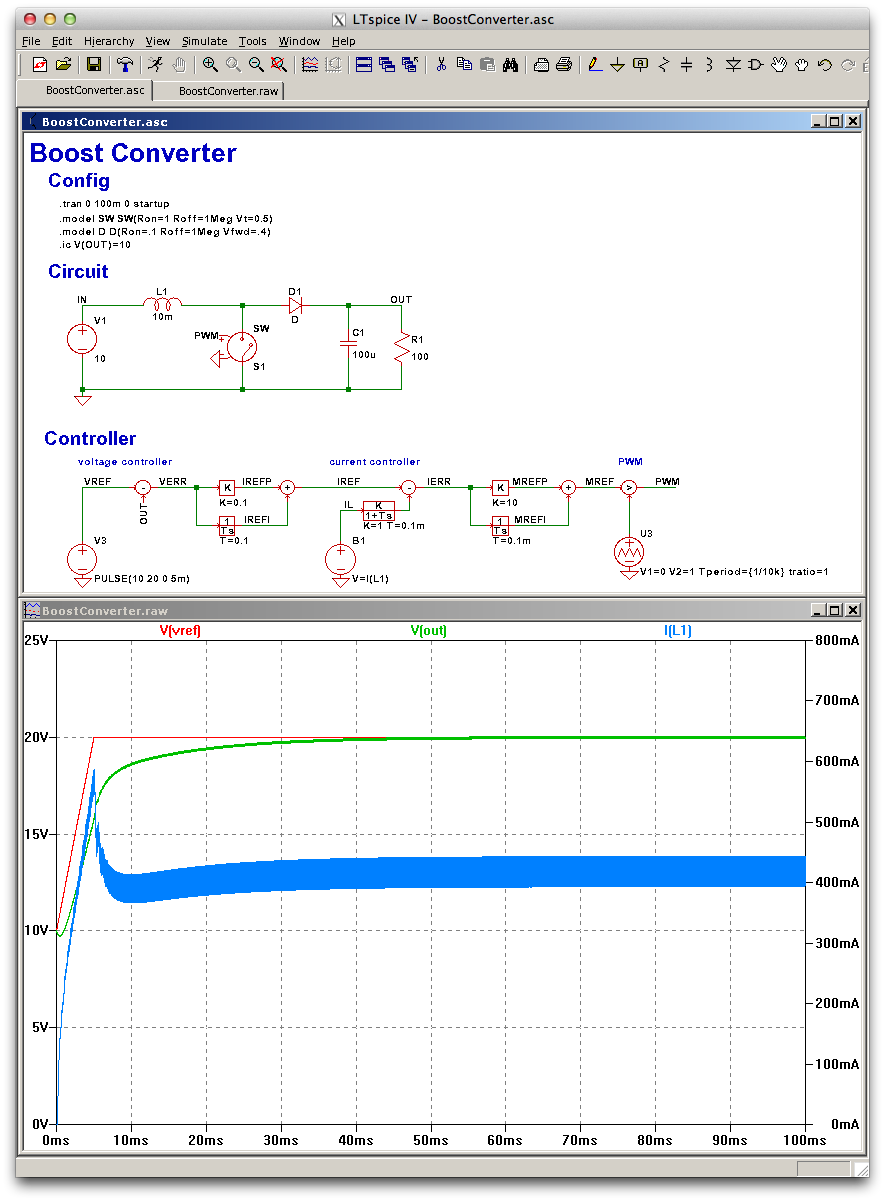 LTspice IV – BoostConverter.asc
File Edit Hierarchy View Simulate Tools Window Help
BoostConverter.asc BoostConverter.raw
BoostConverter.asc
Boost Converter
Config
.tran 0 100m 0 startup
.model SW SW(Ron=1 Roff=1Meg Vt=0.5)
.model D D(Ron=.1 Roff=1Meg Vfwd=.4)
.ic V(OUT)=10
Circuit
IN L1 D1 OUT
10m D
V1 PWM SW C1 R1
10 S1 100u 100
Controller
voltage controller current controller PWM
VREF - VERR K IREFP + IREF - IERR K MREFP + MREF > PWM
K=0.1 IL K K=10
OUT 1 IREFI 1+Ts 1 MREFI
Ts K=1 T=0.1m Ts
V3 T=0.1 B1 T=0.1m U3
PULSE(10 20 0 5m) V=I(L1) V1=0 V2=1 Tperiod={1/10k} tratio=1
BoostConverter.raw
V(vref) V(out) I(L1)
25V 800mA
700mA
20V
600mA
15V 500mA
400mA
10V
300mA
200mA
5V
100mA
0V 0mA
0ms 10ms 20ms 30ms 40ms 50ms 60ms 70ms 80ms 90ms 100ms